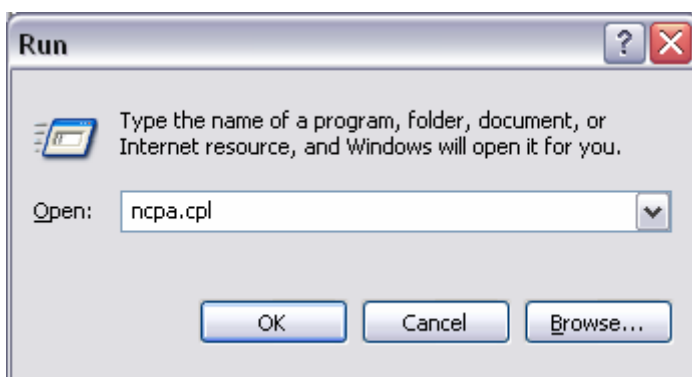 Run
Type the name of a program, folder, document, or
Internet resource, and Windows will open it for you.
Open: ncpa.cpl
OK Cancel Browse...